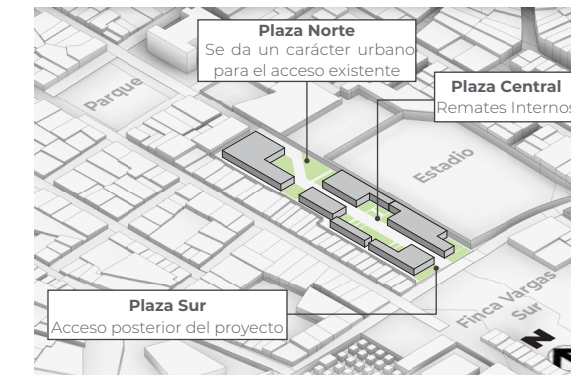 Plaza Norte
Se da un carácter urbano
para el acceso existente
Plaza Central
Remates Internos
Parque
Estadio
Plaza Sur
Acceso posterior del proyecto
Finca Vargas
Sur
N